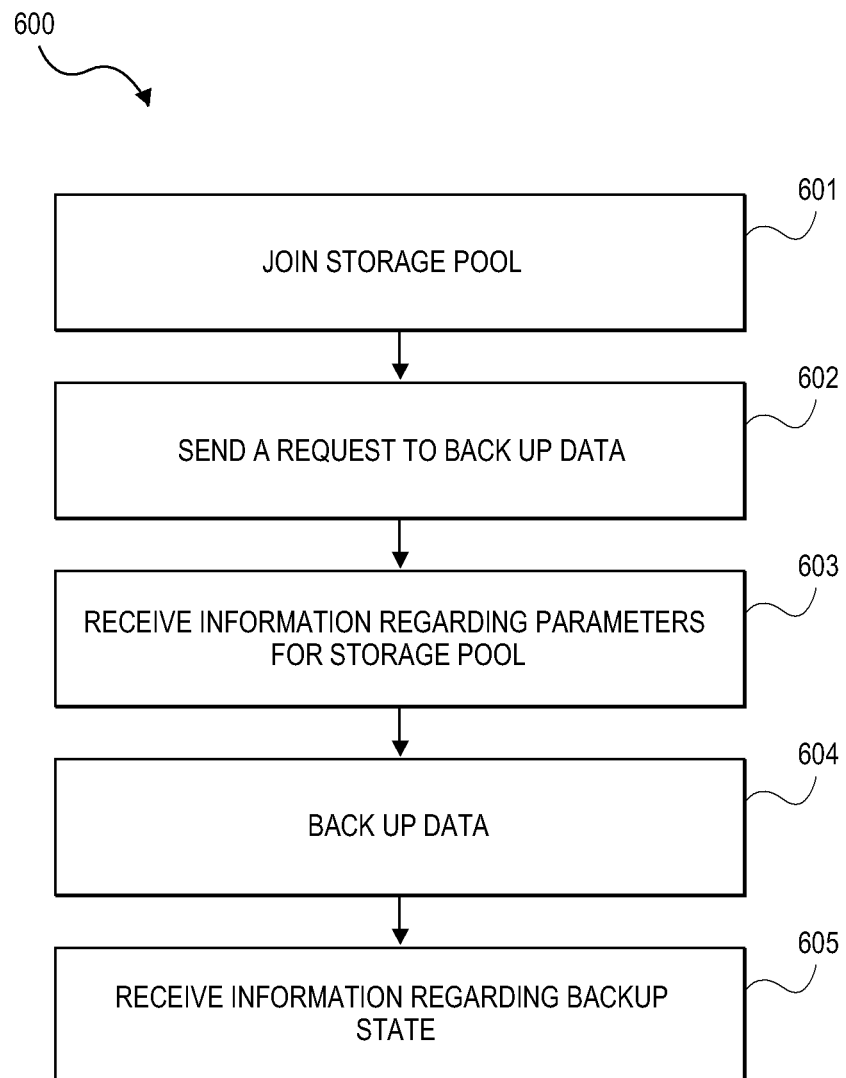 600
601
JOIN STORAGE POOL
602
SEND A REQUEST TO BACK UP DATA
603
RECEIVE INFORMATION REGARDING PARAMETERS
FOR STORAGE POOL
604
BACK UP DATA
605
RECEIVE INFORMATION REGARDING BACKUP
STATE